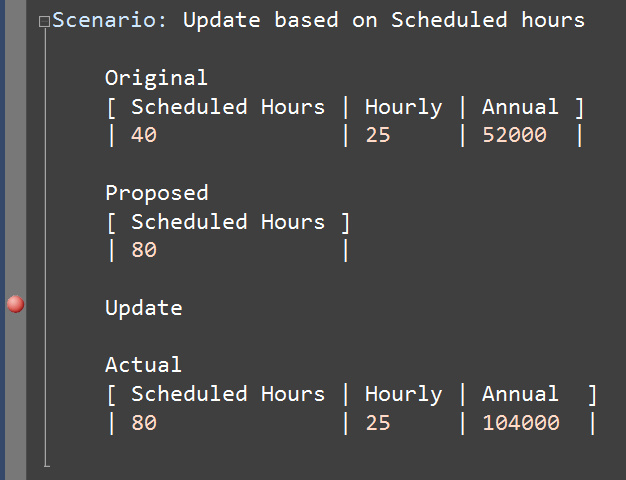 Scenario: Update based on Scheduled hours
Original
[ Scheduled Hours | Hourly | Annual ]
| 40 | 25 | 52000 |
Proposed
[ Scheduled Hours ]
| 80 |
Update
Actual
[ Scheduled Hours | Hourly | Annual ]
| 80 | 25 | 104000 |